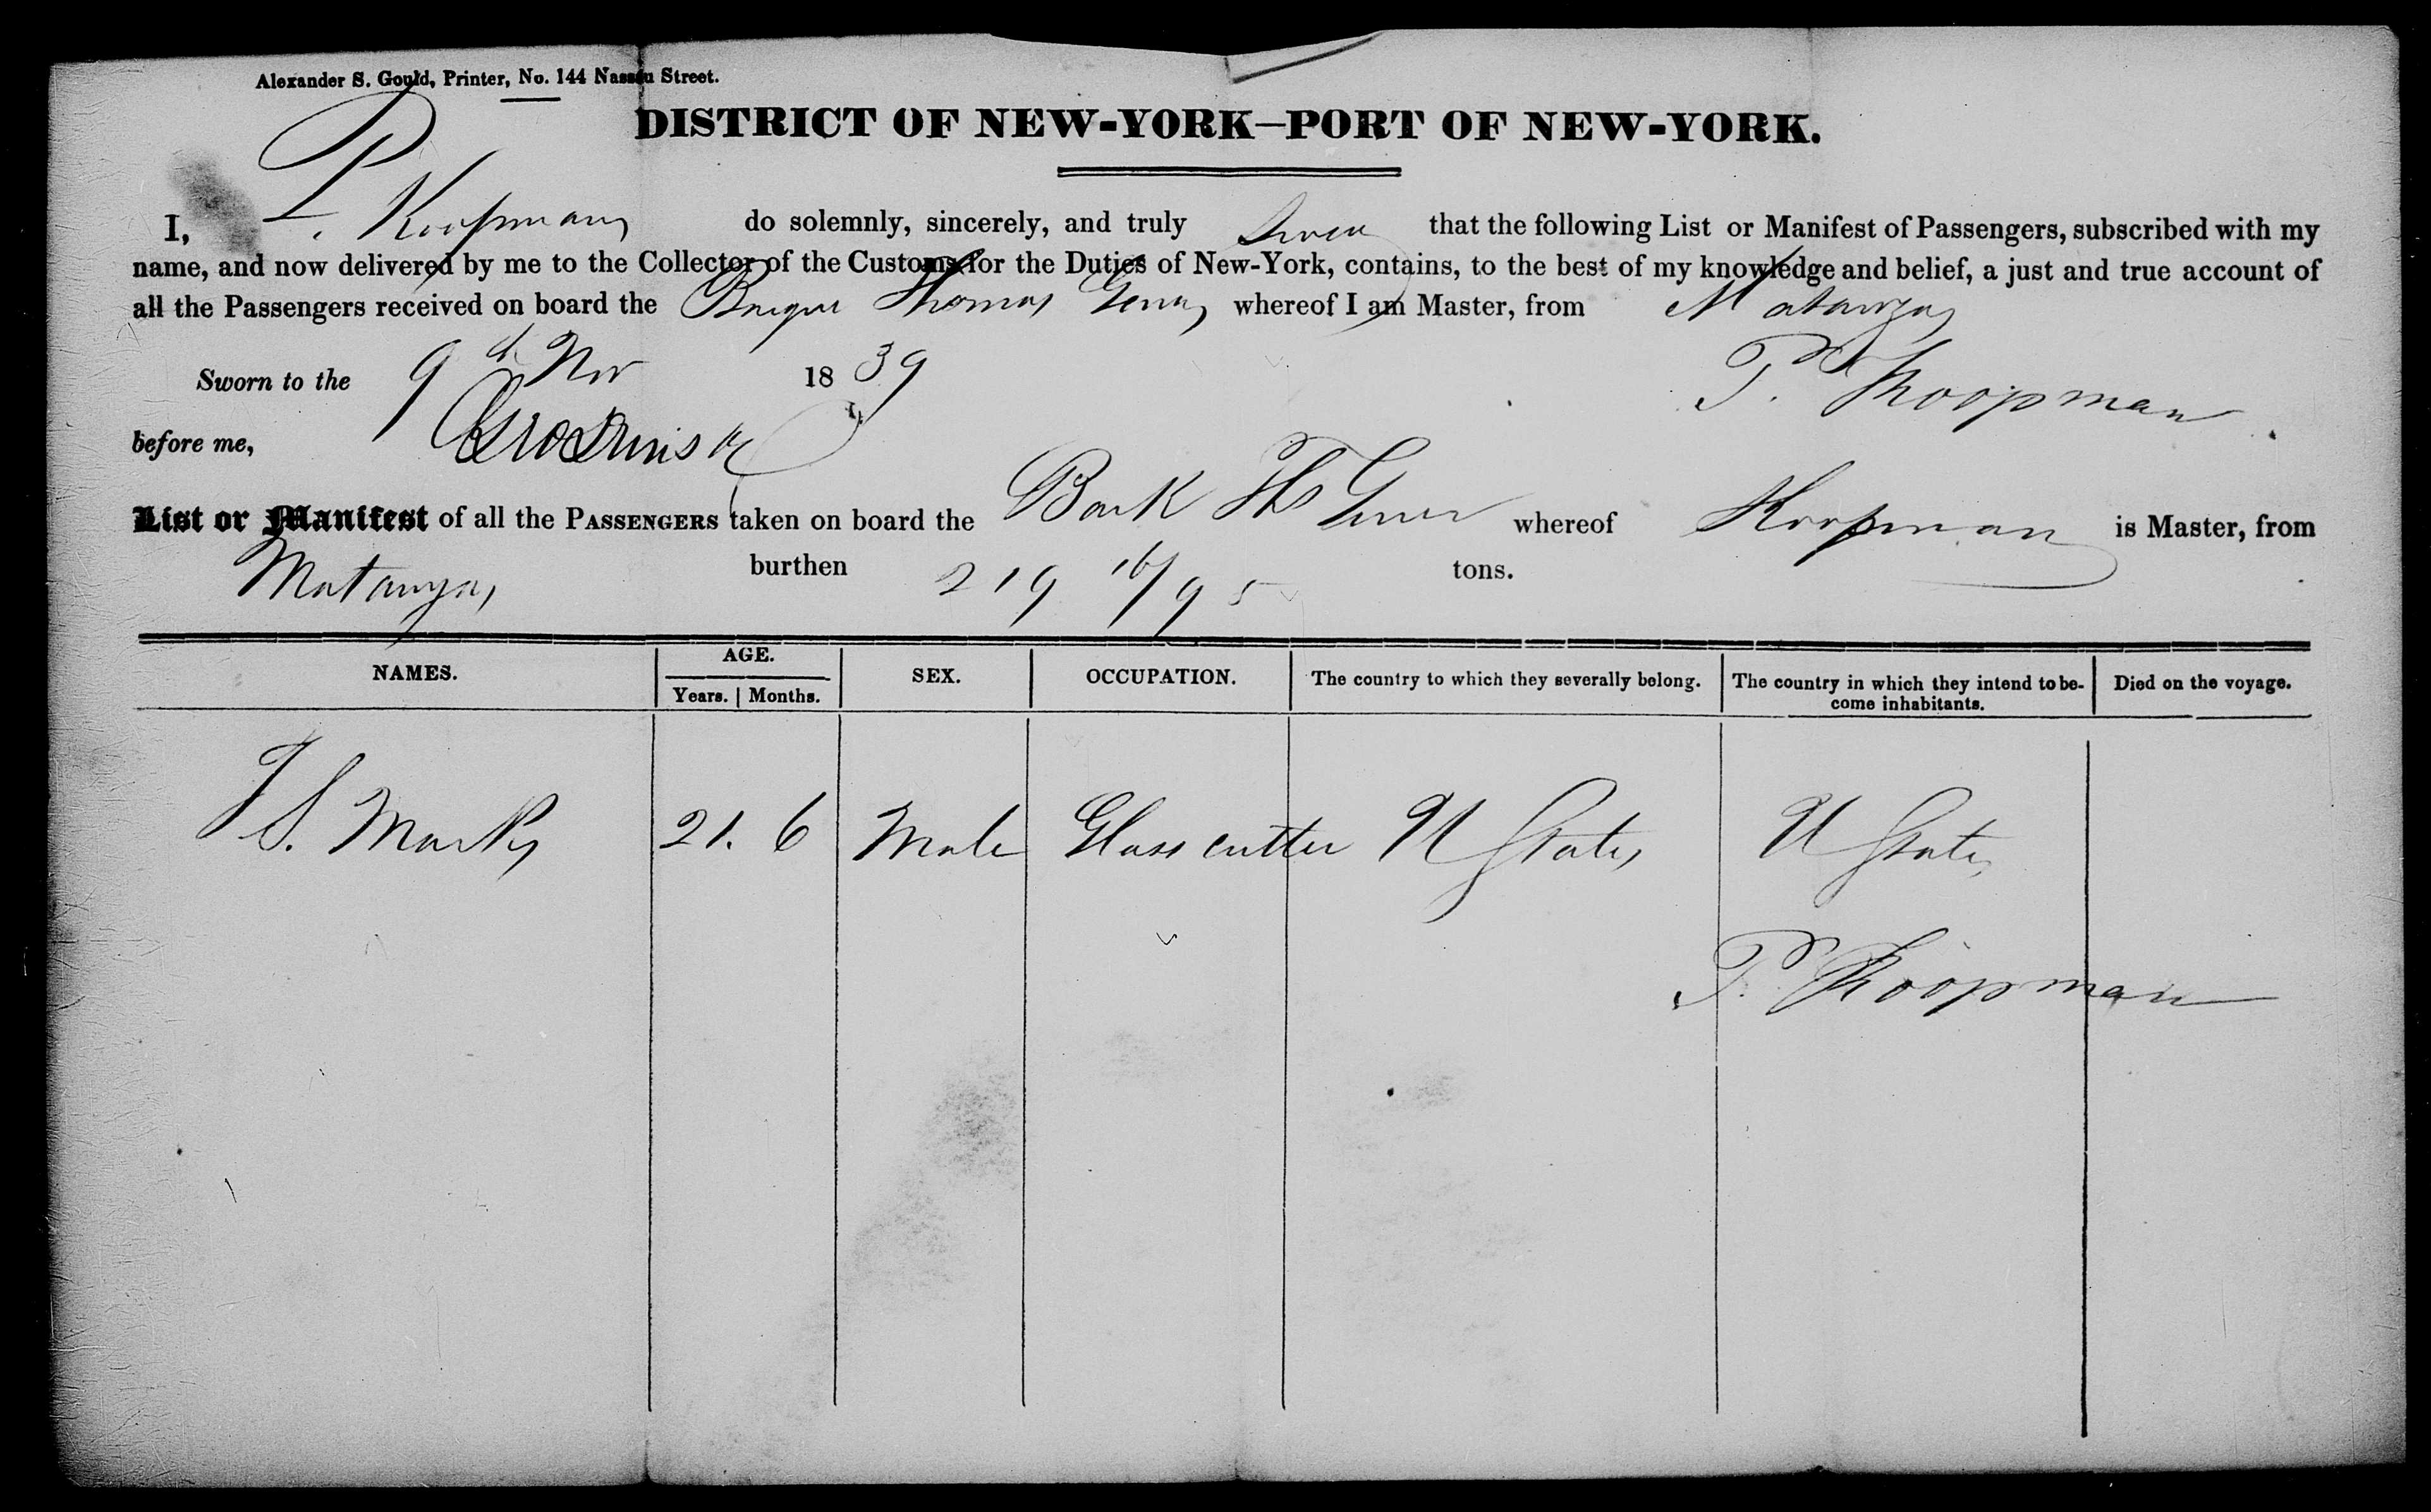 Alexander S. Gould, Printer, No. 144 Nassau Street.
DISTRICT OF NEW-YORK—PORT OF NEW-YORK.
I, P. Koopmann do solemnly, sincerely, and truly Swear that the following List or Manifest of Passengers, subscribed with my
name, and now delivered by me to the Collector of the Customs for the Duties of New-York, contains, to the best of my knowledge and belief, a just and true account of
all the Passengers received on board the Barque Thomas whereof I am Master, from Matanzas
Sworn to the 9th Nov 1839 P. Koopman
before me,
List or Manifest of all the PASSENGERS taken on board the Bark Ths whereof Koopman is Master, from
Matanzas burthen 219 16/95 tons.
NAMES. AGE. Years. Months. SEX. OCCUPATION. The country to which they severally belong. The country in which they intend to become inhabitants. Died on the voyage.
T S. Marks 21. 6 Male Glass cutter U States U States
P. Koopman